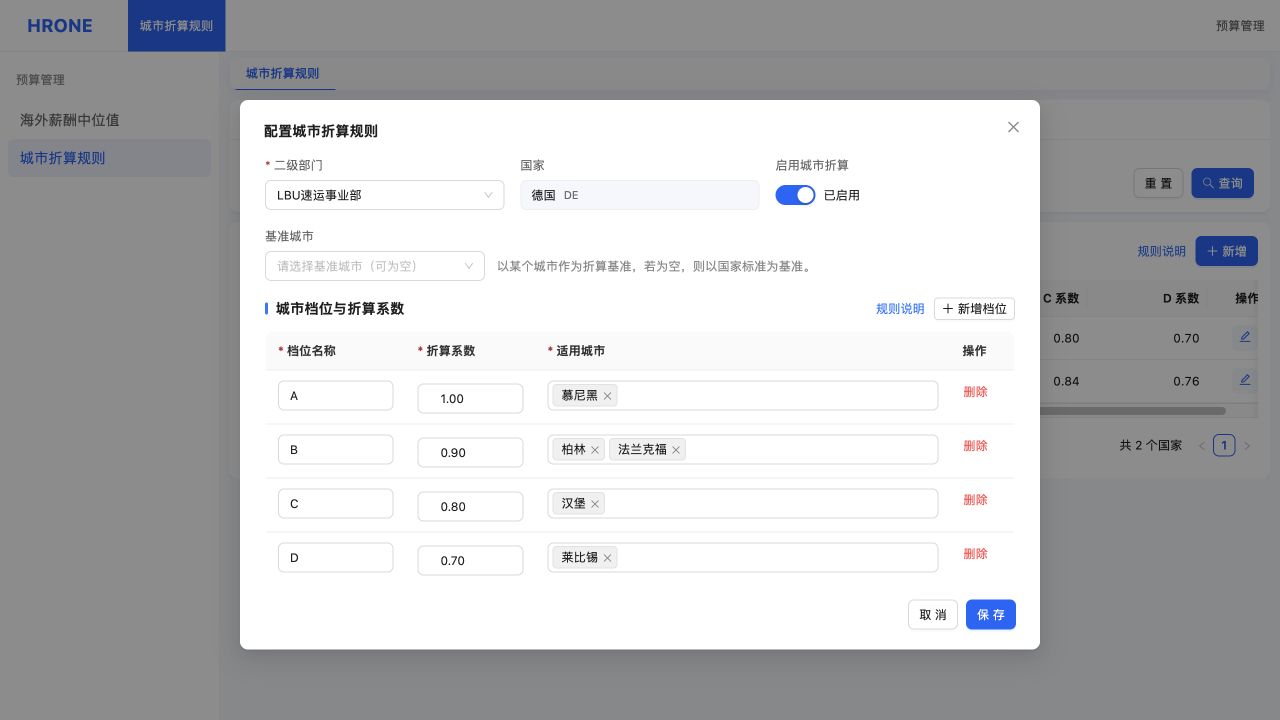 HRONE
城市折算规则
预算管理
预算管理
海外薪酬中位值
城市折算规则
城市折算规则
重 置
查询
规则说明
新增
C 系数
D 系数
操作
0.80
0.70
0.84
0.76
共 2 个国家
1
配置城市折算规则
* 二级部门
国家
启用城市折算
LBU速运事业部
德国 DE
已启用
基准城市
请选择基准城市（可为空）
以某个城市作为折算基准，若为空，则以国家标准为基准。
城市档位与折算系数
规则说明
新增档位
* 档位名称
* 折算系数
* 适用城市
操作
A
1.00
慕尼黑
删除
B
0.90
柏林
法兰克福
删除
C
0.80
汉堡
删除
D
0.70
莱比锡
删除
取 消
保 存